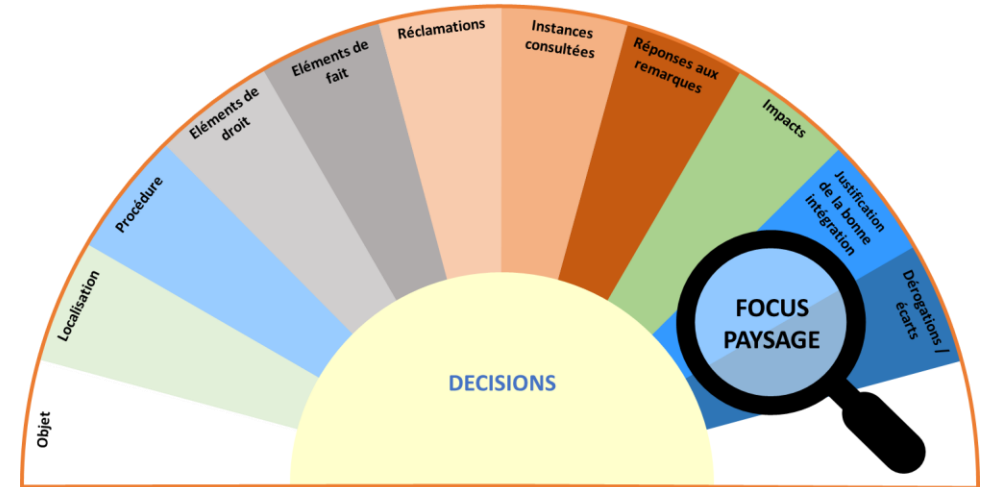 Objet
Localisation
Procédure
Eléments de
droit
Eléments de
fait
Réclamations
Instances
consultées
Réponses aux
remarques
Impacts
Justification
de la bonne
intégration
Dérogations /
écarts
FOCUS
PAYSAGE
DECISIONS